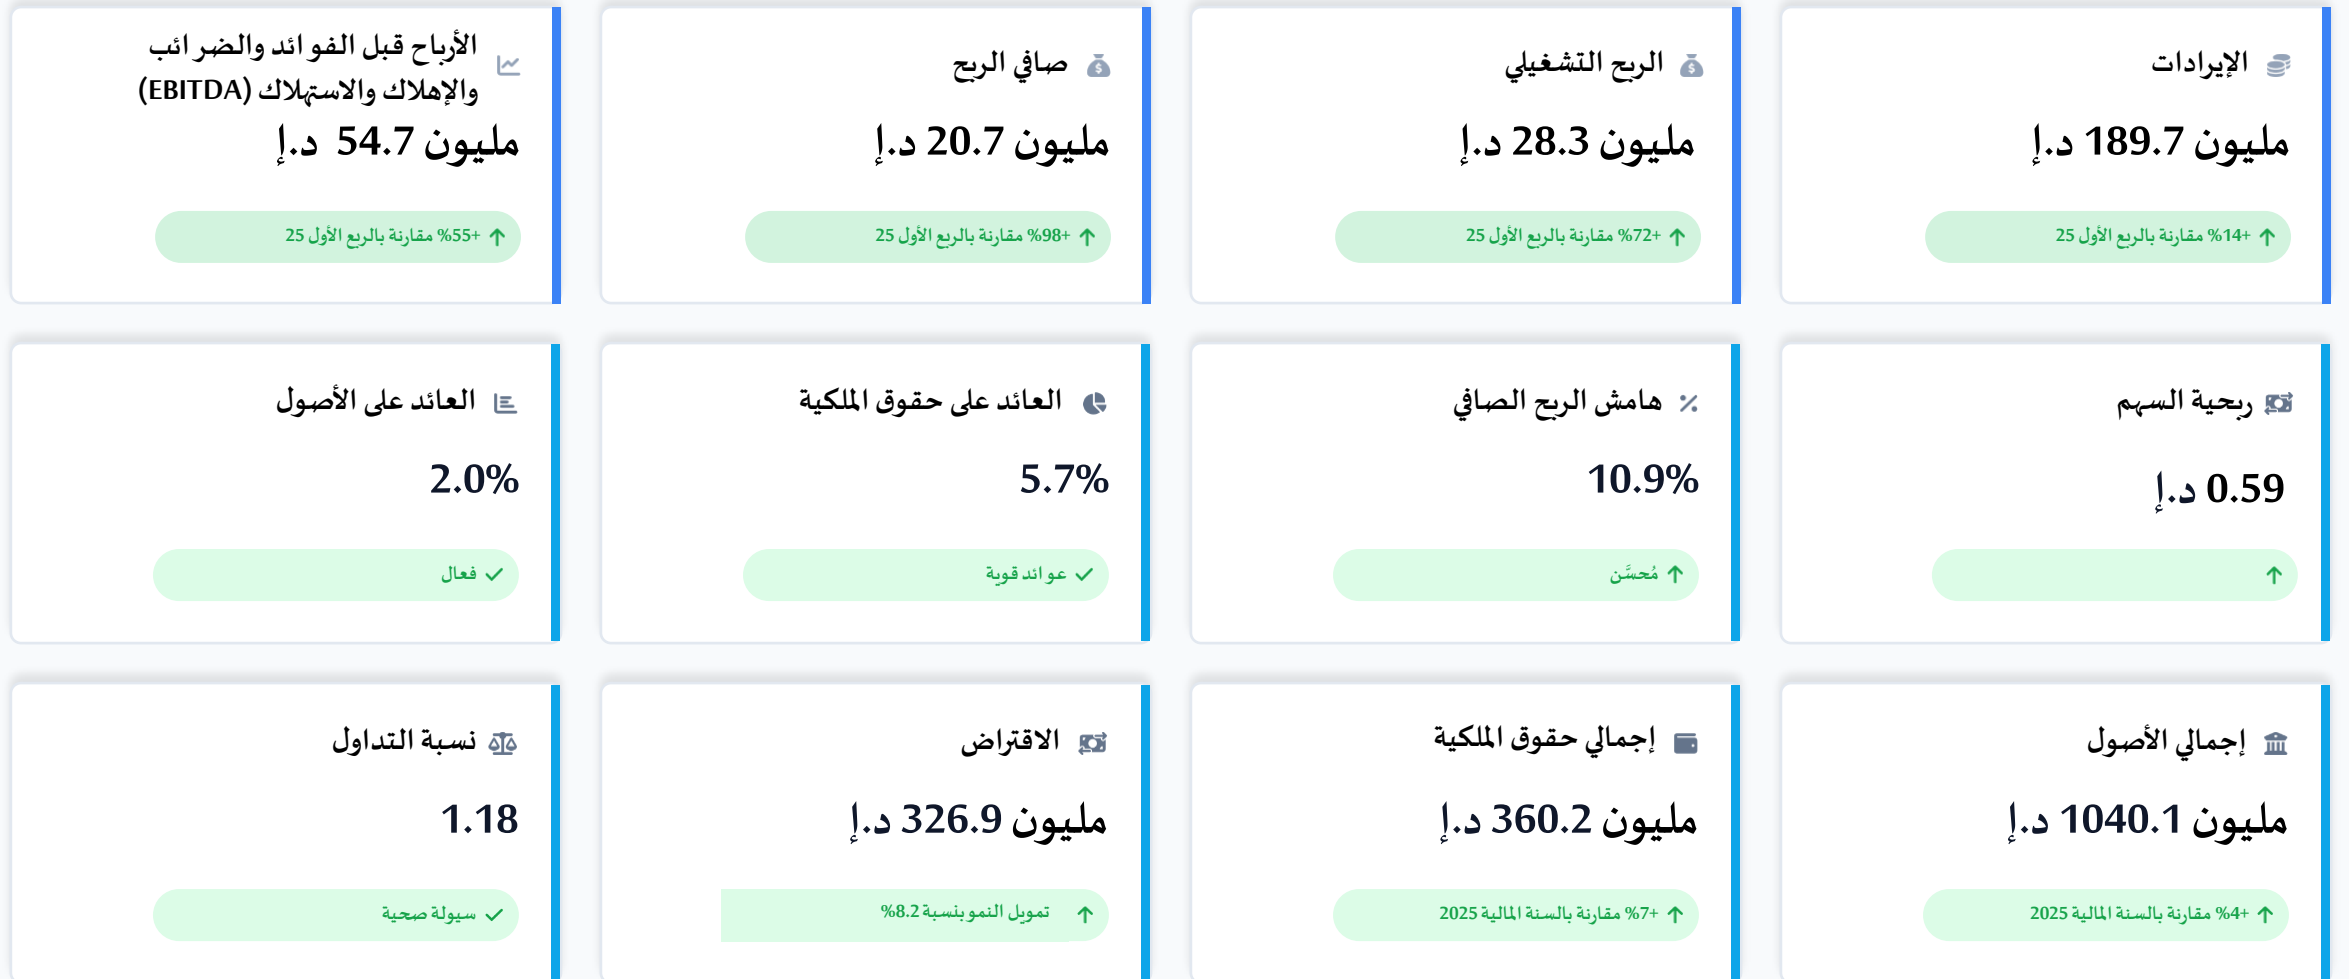 الإيرادات
مليون 189.7 د.إ
+14% مقارنة بالربع الأول 25
الربح التشغيلي
مليون 28.3 د.إ
+72% مقارنة بالربع الأول 25
صافي الربح
مليون 20.7 د.إ
+98% مقارنة بالربع الأول 25
الأرباح قبل الفوائد والضرائب
والإهلاك والاستهلاك (EBITDA)
مليون 54.7 د.إ
+55% مقارنة بالربع الأول 25
ربحية السهم
0.59 د.إ
هامش الربح الصافي
10.9%
مُحسَّن
العائد على حقوق الملكية
5.7%
عوائد قوية
العائد على الأصول
2.0%
فعال
إجمالي الأصول
مليون 1040.1 د.إ
+4% مقارنة بالسنة المالية 2025
إجمالي حقوق الملكية
مليون 360.2 د.إ
+7% مقارنة بالسنة المالية 2025
الاقتراض
مليون 326.9 د.إ
تمويل النمو بنسبة 8.2%
نسبة التداول
1.18
سيولة صحية